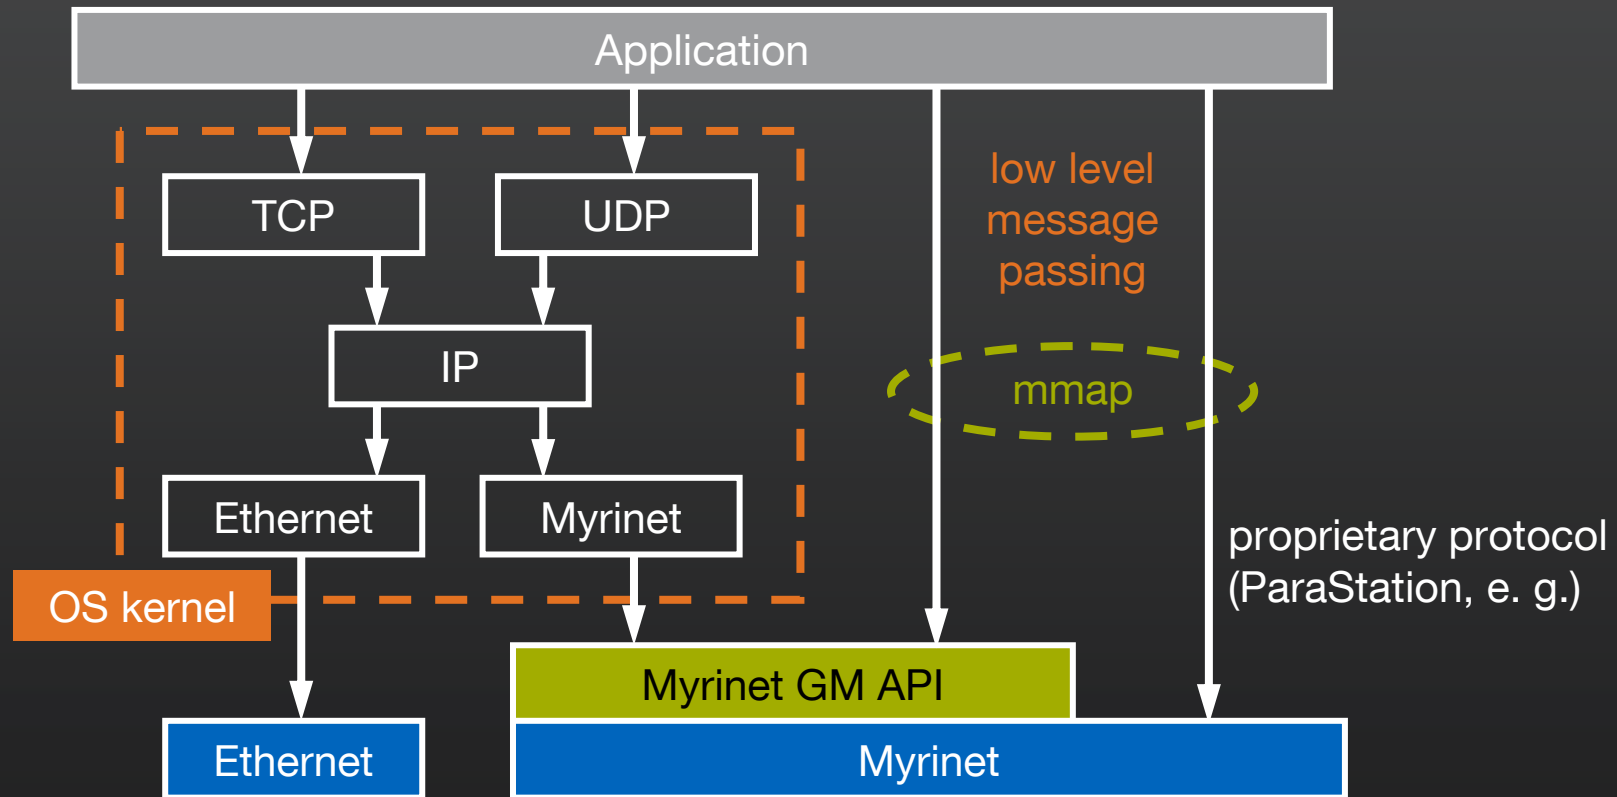 Application
low level
message
passing
TCP
UDP
IP
mmap
Ethernet
Myrinet
proprietary protocol
(ParaStation, e. g.)
OS kernel
Myrinet GM API
Ethernet
Myrinet